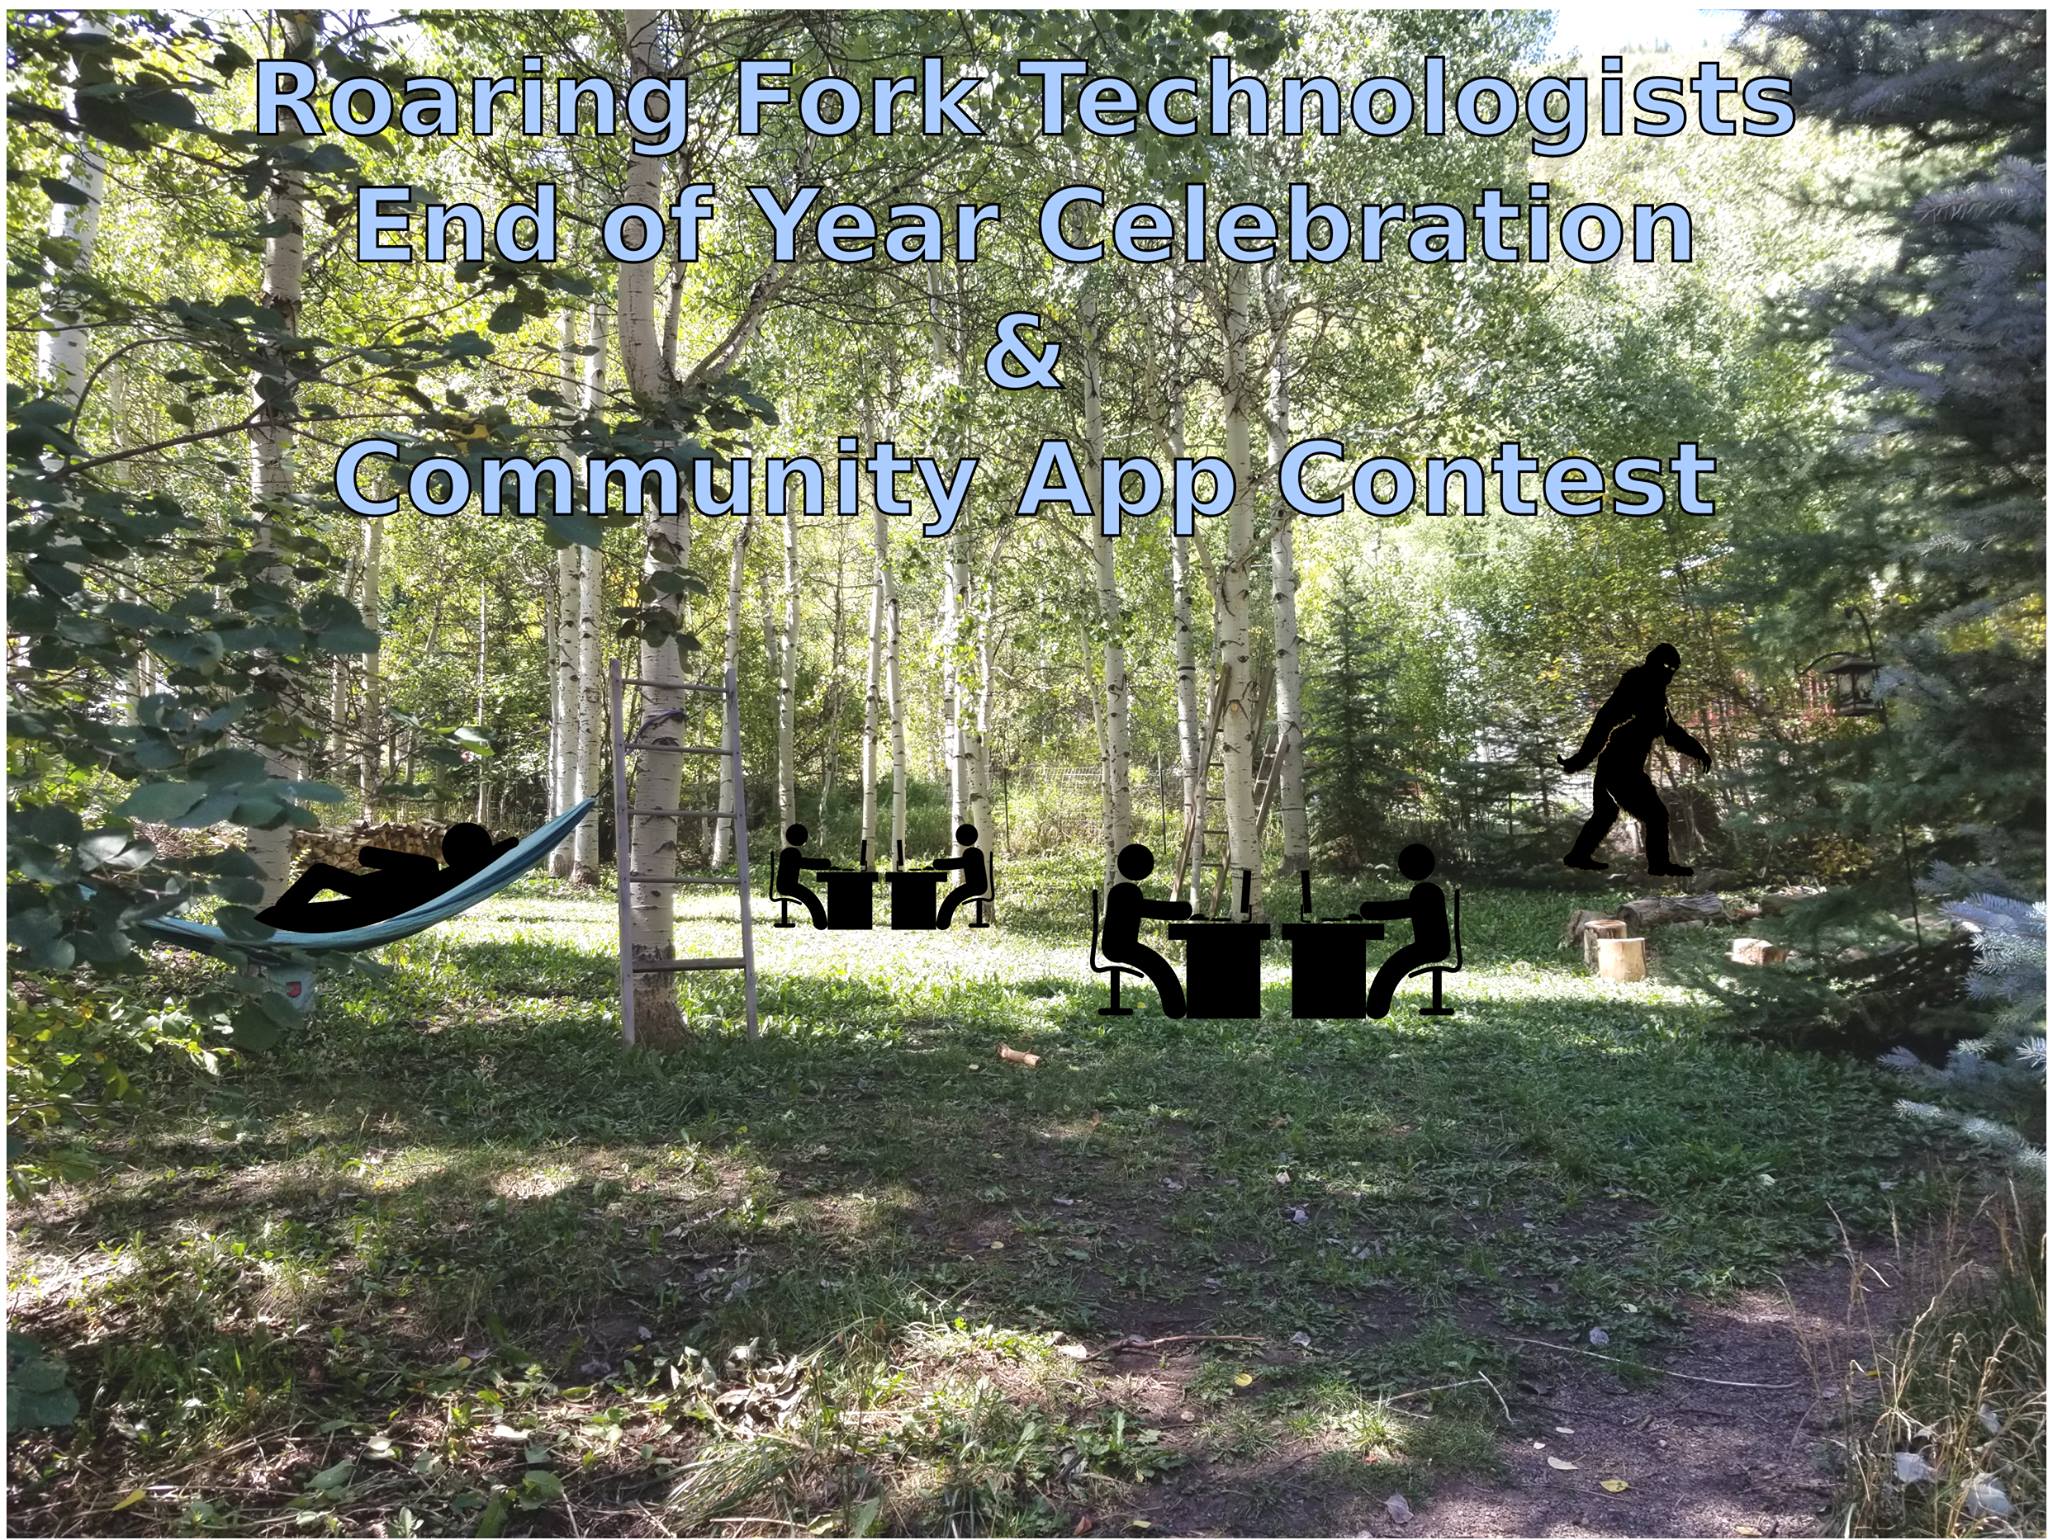 Roaring Fork Technologists
End of Year Celebration
&
Community App Contest